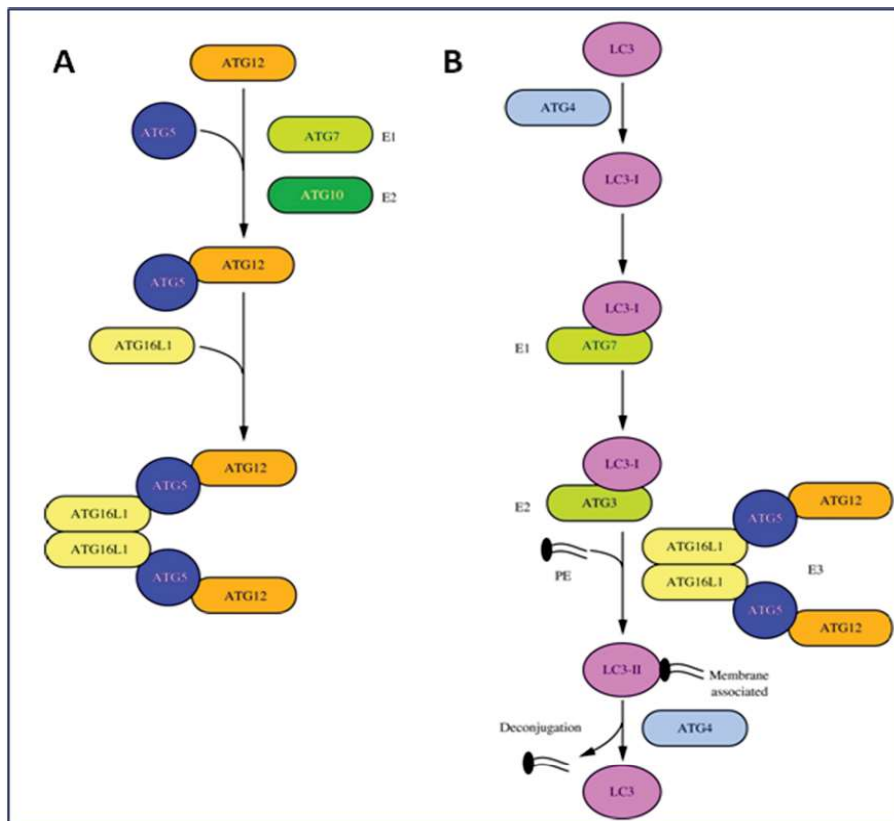 A
ATG12
ATG5
ATG7
E1
ATG10
E2
ATG5
ATG12
ATG16L1
ATG5
ATG12
ATG16L1
ATG16L1
ATG5
ATG12
B
LC3
ATG4
LC3-I
LC3-I
E1
ATG7
LC3-I
E2
ATG3
PE
ATG5
ATG12
ATG16L1
E3
ATG16L1
ATG5
ATG12
LC3-II
Membrane
associated
Deconjugation
ATG4
LC3